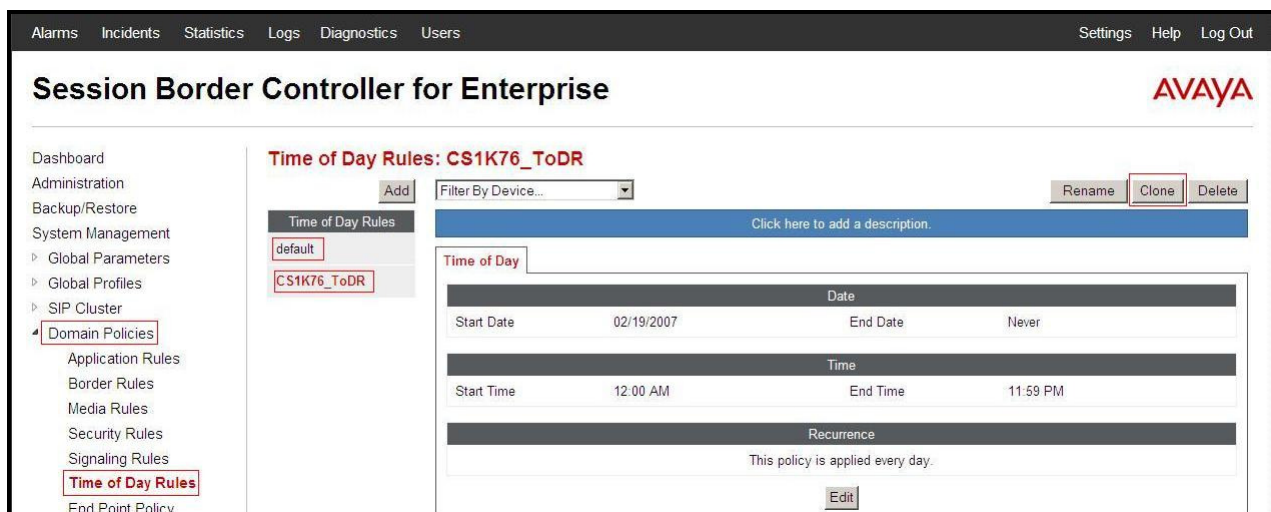 Alarms Incidents Statistics Logs Diagnostics Users Settings Help Log Out
Session Border Controller for Enterprise
AVAYA
Dashboard
Administration
Backup/Restore
System Management
Global Parameters
Global Profiles
SIP Cluster
Domain Policies
Application Rules
Border Rules
Media Rules
Security Rules
Signaling Rules
Time of Day Rules
End Point Policy
Time of Day Rules: CS1K76_ToDR
Add
Filter By Device...
Rename Clone Delete
Time of Day Rules
default
CS1K76_ToDR
Click here to add a description.
Time of Day
Date
Start Date 02/19/2007 End Date Never
Time
Start Time 12:00 AM End Time 11:59 PM
Recurrence
This policy is applied every day.
Edit